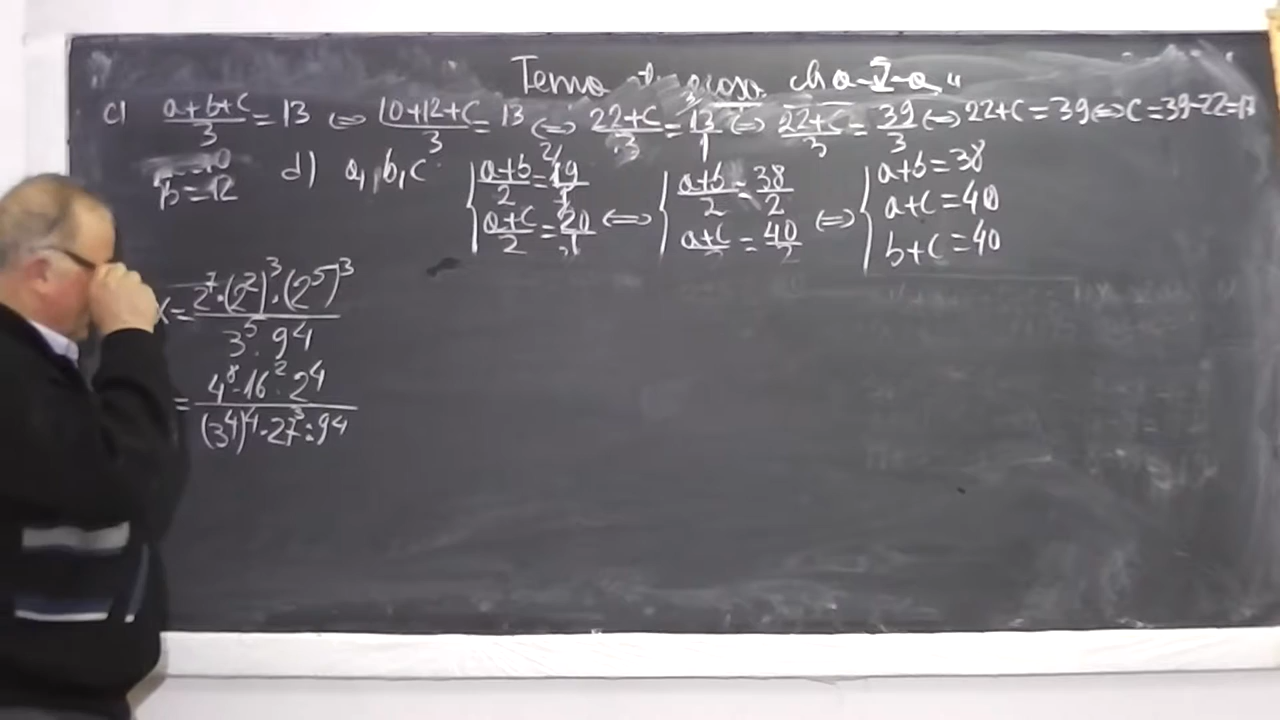 Tema
c) (a+b+c)/3 = 13 ⇔ (10+12+c)/3 = 13 ⇔ (22+c)/3 = 13/1 ⇔ (22+c)/3 = 39/3 ⇔ 22+c = 39 ⇔ c = 39-22=17
b = 12 d) a, b, c { (a+b)/2 = 19/1 (a+c)/2 = 20/1 ⇔ { (a+b)/2 = 38/2 (a+c)/2 = 40/2 ⇔ { a+b = 38 a+c = 40 b+c = 40
x = (2⁷·(2²)³·(2⁵)³)/(3⁵·9⁴)
= (4⁸·16²·2⁴)/((3⁴)⁴·27³:94)